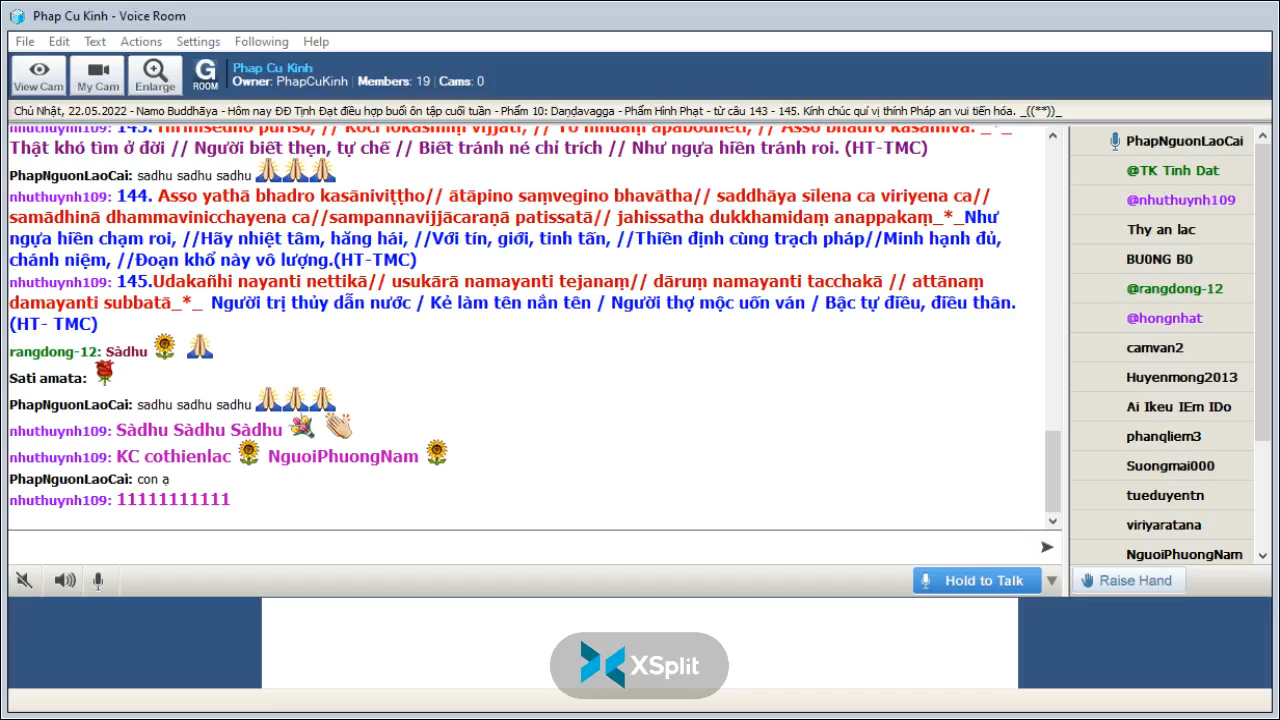 Phap Cu Kinh - Voice Room
File Edit Text Actions Settings Following Help
View Cam My Cam Enlarge G ROOM
Phap Cu Kinh
Owner: PhapCuKinh | Members: 19 | Cams: 0
Chủ Nhật, 22.05.2022 - Namo Buddhāya - Hôm nay ĐĐ Tịnh Đạt điều hợp buổi ôn tập cuối tuần - Phẩm 10: Daṇḍavagga - Phẩm Hình Phạt - từ câu 143 - 145. Kính chúc quí vị thính Pháp an vui tiến hóa. _((**))_
Thật khó tìm ở đời // Người biết thẹn, tự chế // Biết tránh né chỉ trích // Như ngựa hiền tránh roi. (HT-TMC)
PhapNguonLaoCai: sadhu sadhu sadhu
nhuthuynh109: 144. Asso yathā bhadro kasāniviṭṭho// ātāpino saṃvegino bhavātha// saddhāya sīlena ca viriyena ca//
samādhinā dhammavinicchayena ca//sampannavijjācaraṇā patissatā// jahissatha dukkhamidaṃ anappakaṃ_*_Như
ngựa hiền chạm roi, //Hãy nhiệt tâm, hăng hái, //Với tín, giới, tinh tấn, //Thiền định cùng trạch pháp//Minh hạnh đủ,
chánh niệm, //Đoạn khổ này vô lượng.(HT-TMC)
nhuthuynh109: 145.Udakañhi nayanti nettikā// usukārā namayanti tejanaṃ// dāruṃ namayanti tacchakā // attānaṃ
damayanti subbatā_*_ Người trị thủy dẫn nước / Kẻ làm tên nắn tên / Người thợ mộc uốn ván / Bậc tự điều, điều thân.
(HT- TMC)
rangdong-12: Sàdhu
Sati amata:
PhapNguonLaoCai: sadhu sadhu sadhu
nhuthuynh109: Sàdhu Sàdhu Sàdhu
nhuthuynh109: KC cothienlac NguoiPhuongNam
PhapNguonLaoCai: con ạ
nhuthuynh109: 11111111111
Hold to Talk
PhapNguonLaoCai
@TK Tinh Dat
@nhuthuynh109
Thy an lac
BU0NG B0
@rangdong-12
@hongnhat
camvan2
Huyenmong2013
Ai Ikeu IEm IDo
phanqliem3
Suongmai000
tueduyentn
viriyaratana
NguoiPhuongNam
Raise Hand
XSplit